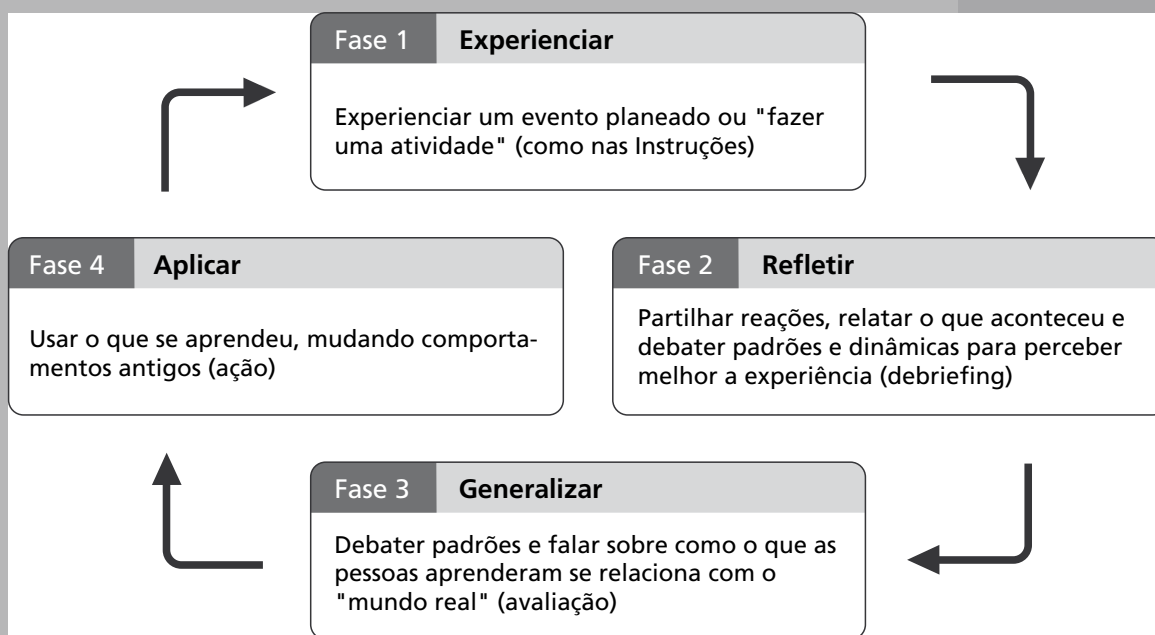 Fase 1 Experienciar
Experienciar um evento planeado ou "fazer
uma atividade" (como nas Instruções)
Fase 2 Refletir
Partilhar reações, relatar o que aconteceu e
debater padrões e dinâmicas para perceber
melhor a experiência (debriefing)
Fase 3 Generalizar
Debater padrões e falar sobre como o que as
pessoas aprenderam se relaciona com o
"mundo real" (avaliação)
Fase 4 Aplicar
Usar o que se aprendeu, mudando comporta-
mentos antigos (ação)